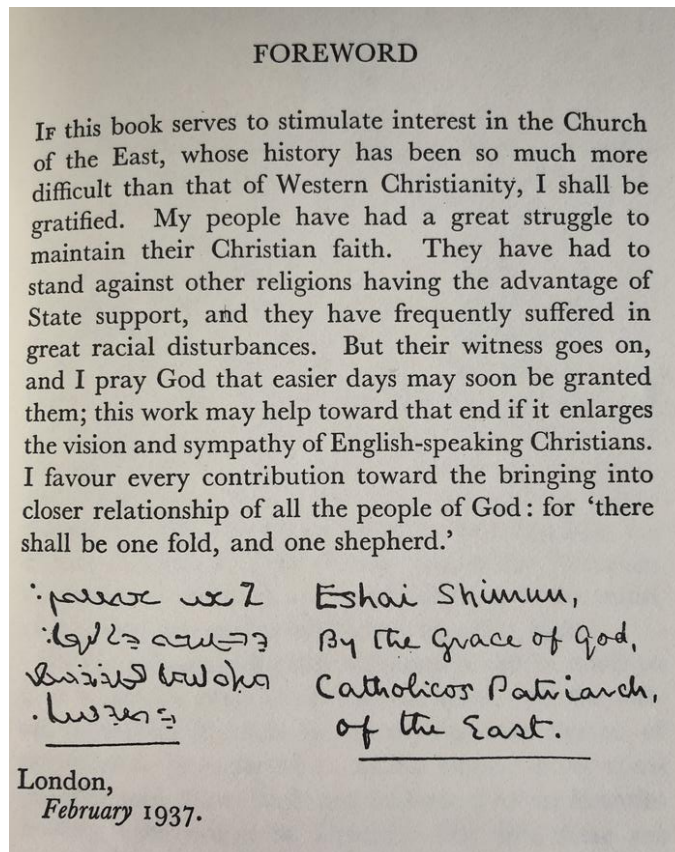 FOREWORD
IF this book serves to stimulate interest in the Church
of the East, whose history has been so much more
difficult than that of Western Christianity, I shall be
gratified. My people have had a great struggle to
maintain their Christian faith. They have had to
stand against other religions having the advantage of
State support, and they have frequently suffered in
great racial disturbances. But their witness goes on,
and I pray God that easier days may soon be granted
them; this work may help toward that end if it enlarges
the vision and sympathy of English-speaking Christians.
I favour every contribution toward the bringing into
closer relationship of all the people of God: for ‘there
shall be one fold, and one shepherd.’
Eshai Shimun,
By the Grace of God,
Catholicos Patriarch,
of the East.
London,
February 1937.